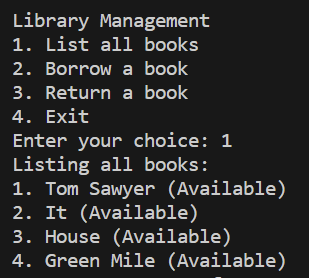 Library Management
1. List all books
2. Borrow a book
3. Return a book
4. Exit
Enter your choice: 1
Listing all books:
1. Tom Sawyer (Available)
2. It (Available)
3. House (Available)
4. Green Mile (Available)